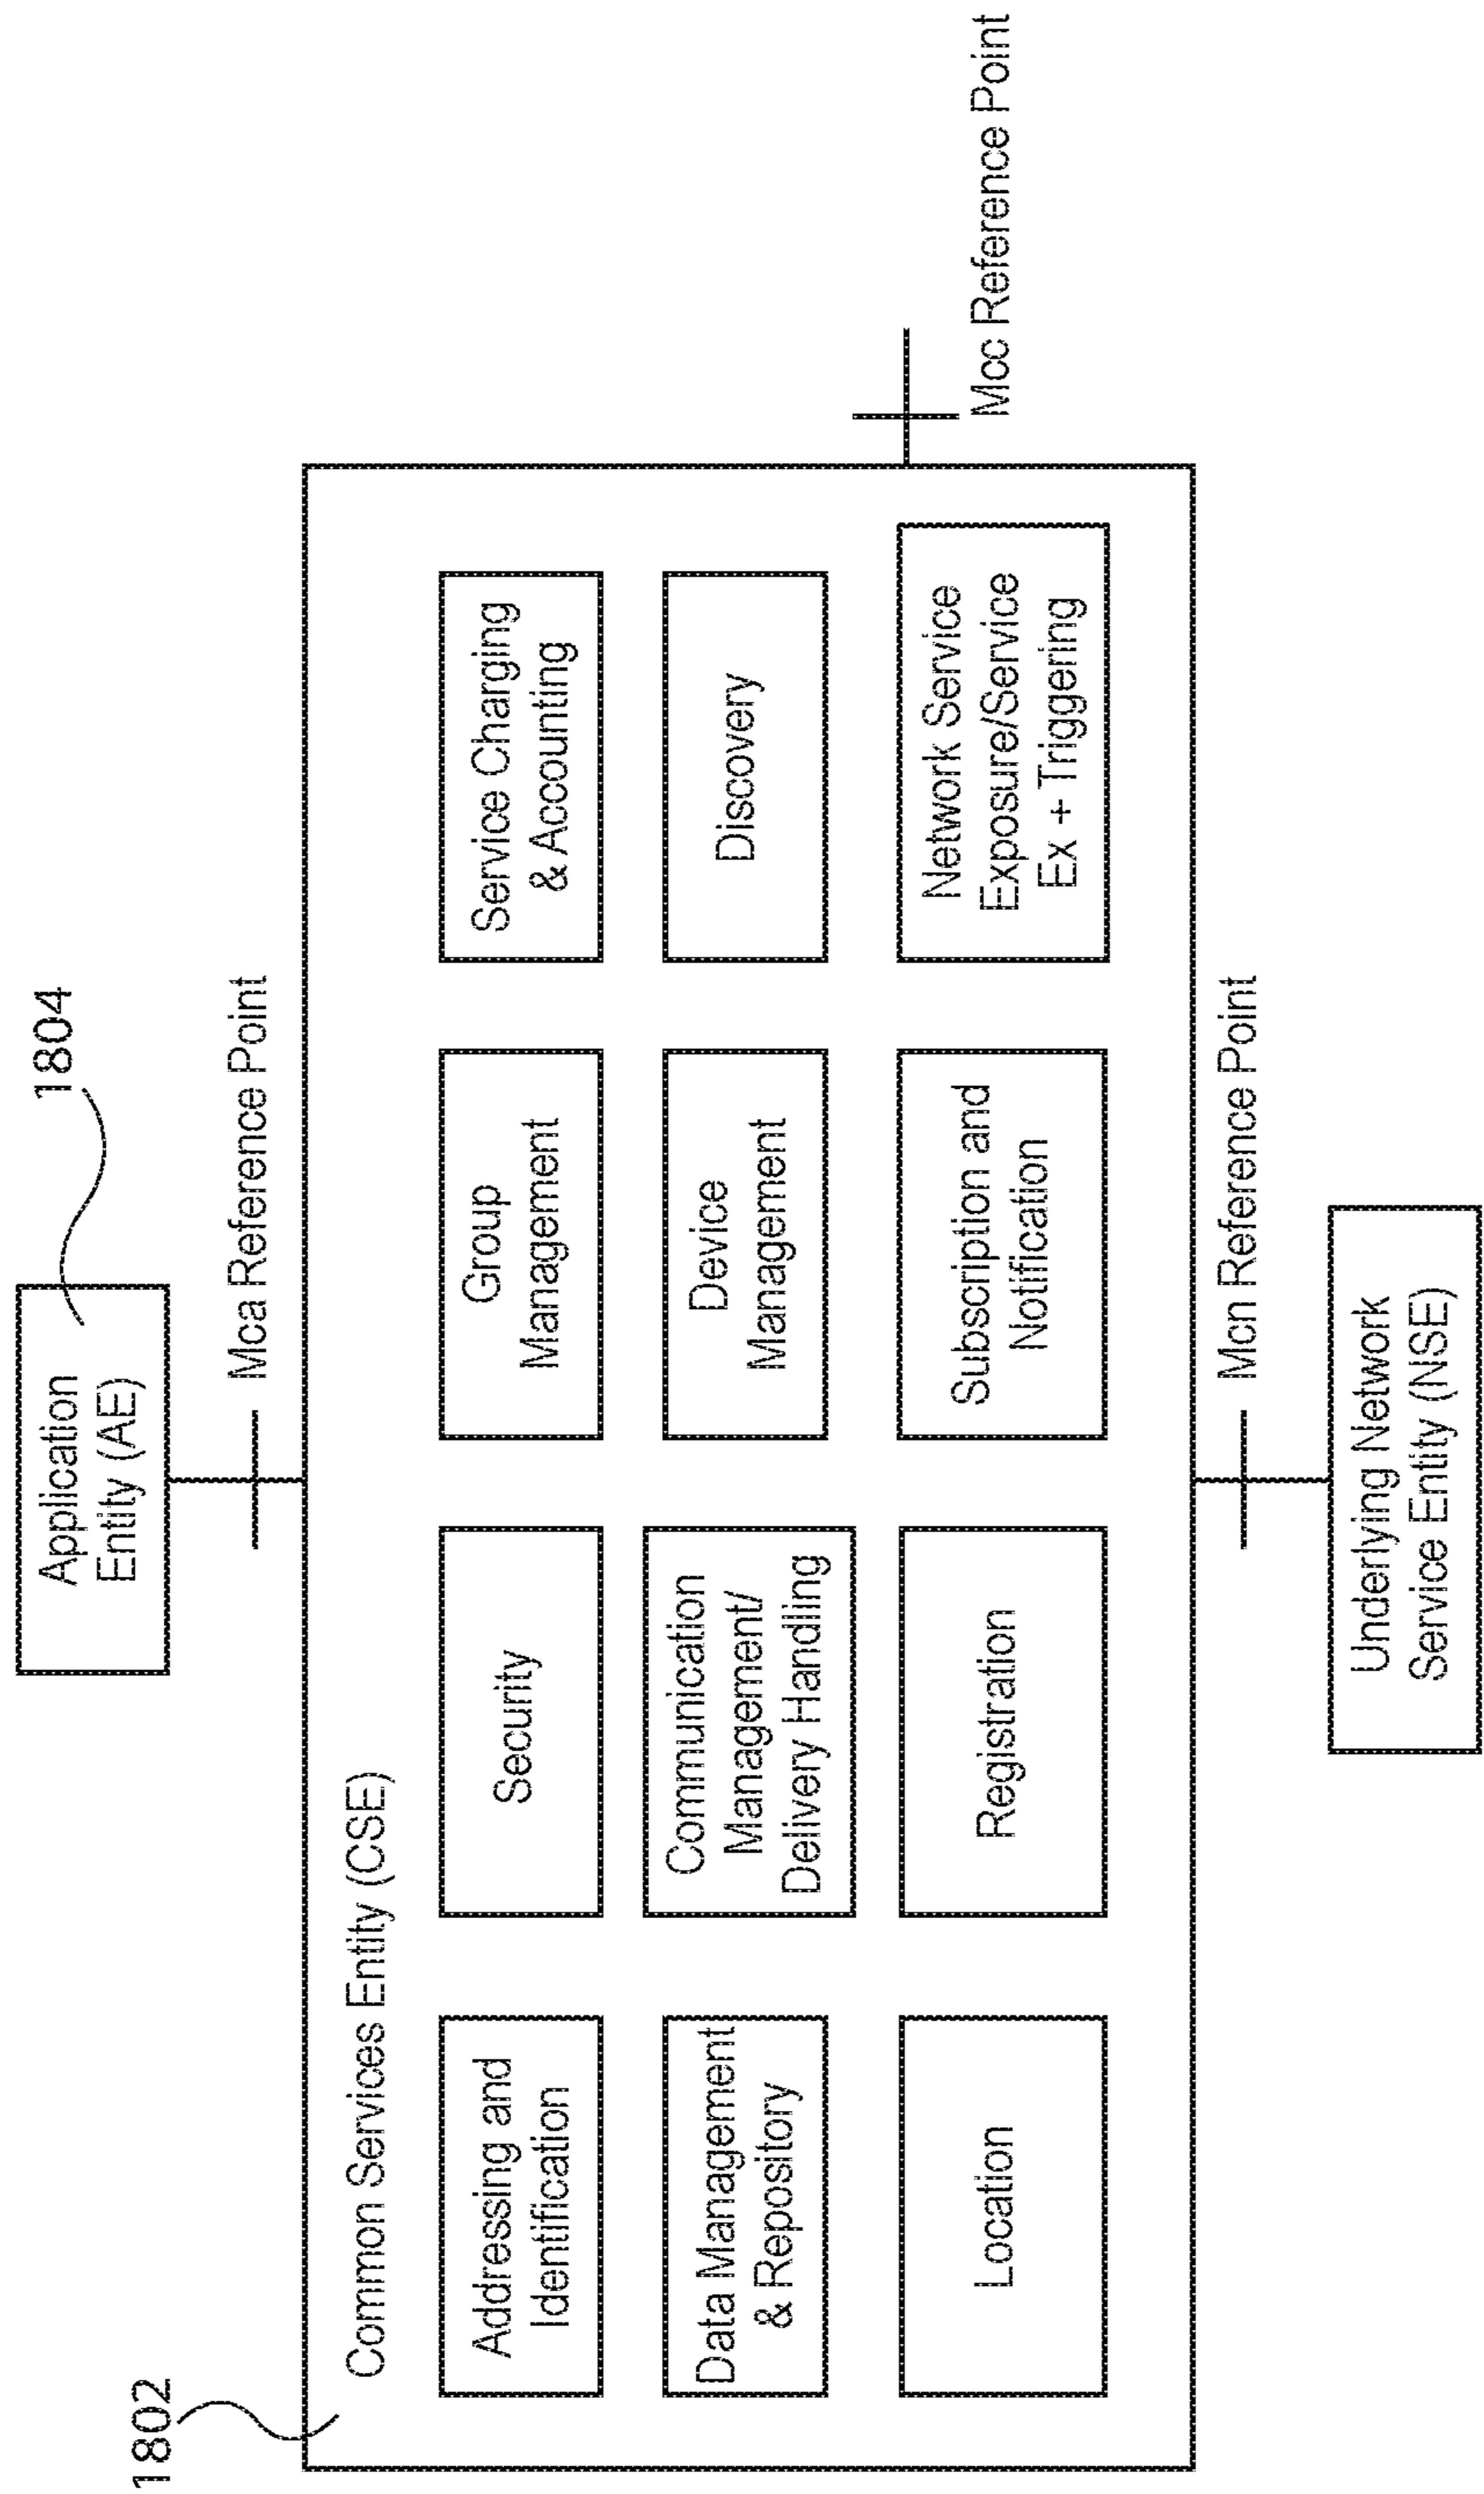 1804
Application
Entity (AE)
Mca Reference Point
1802
Common Services Entity (CSE)
Addressing and
Identification
Security
Group
Management
Service Charging
& Accounting
Data Management
& Repository
Communication
Management/
Delivery Handling
Device
Management
Discovery
Location
Registration
Subscription and
Notification
Network Service
Exposure/Service
Ex + Triggering
Mcc Reference Point
Mcn Reference Point
Underlying Network
Service Entity (NSE)